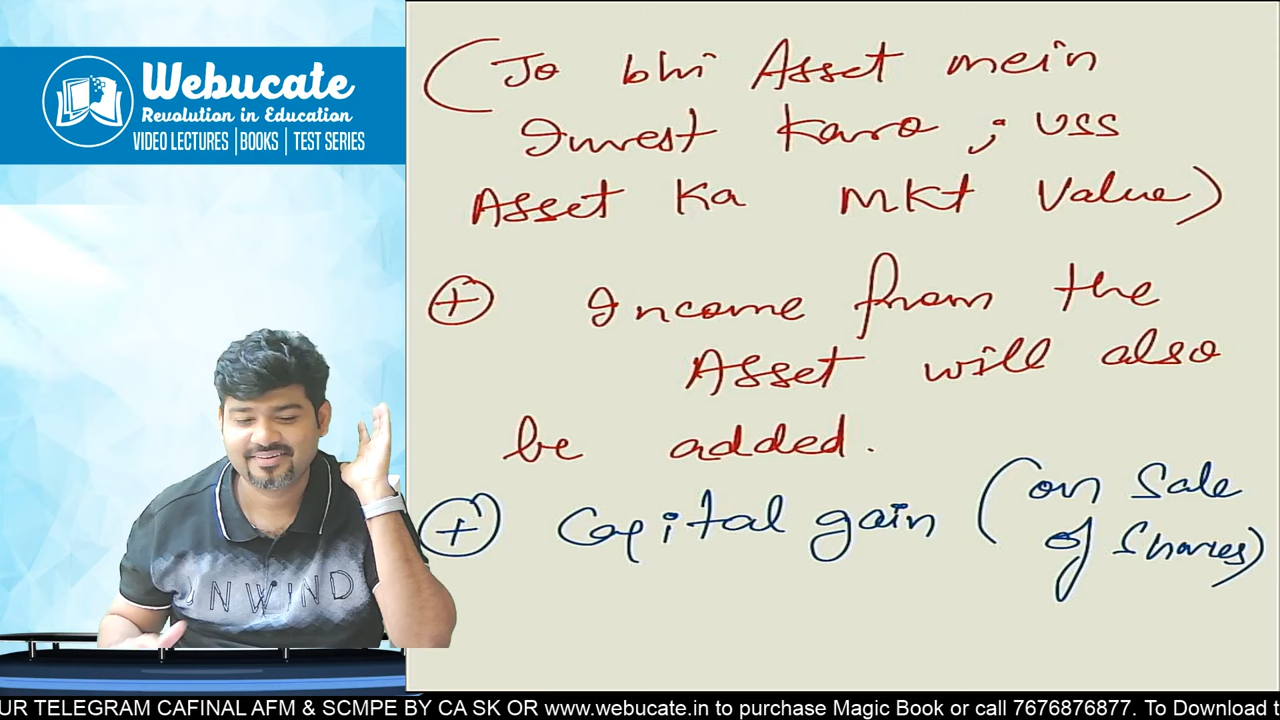 Webucate
Revolution in Education
VIDEO LECTURES | BOOKS | TEST SERIES
(Jo bhi Asset mein
Invest Karo ; uss
Asset Ka Mkt Value)
(+) Income from the
Asset will also
be added.
(+) Capital gain (on Sale
of Shares)
UNWIND
UR TELEGRAM CAFINAL AFM & SCMPE BY CA SK OR www.webucate.in to purchase Magic Book or call 7676876877. To Download t